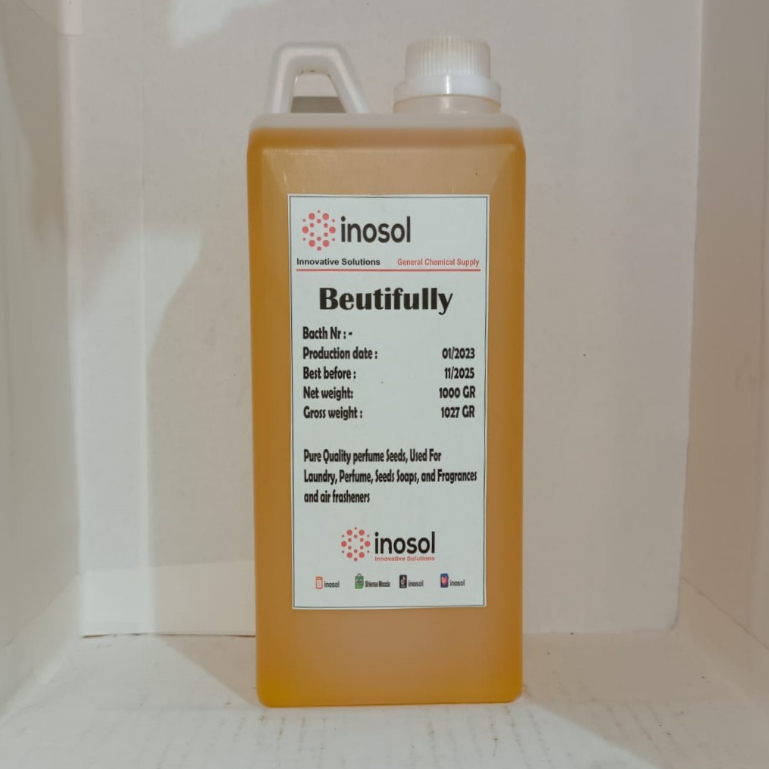 inosol
Innovative Solutions General Chemical Supply
Beutifully
Bacth Nr : -
Production date : 01/2023
Best before : 11/2025
Net weight: 1000 GR
Gross weight : 1027 GR
Pure Quality perfume Seeds, Used For
Laundry, Perfume, Seeds Soaps, and Fragrances
and air frasheners
inosol
Innovative Solutions
inosol inosol inosol